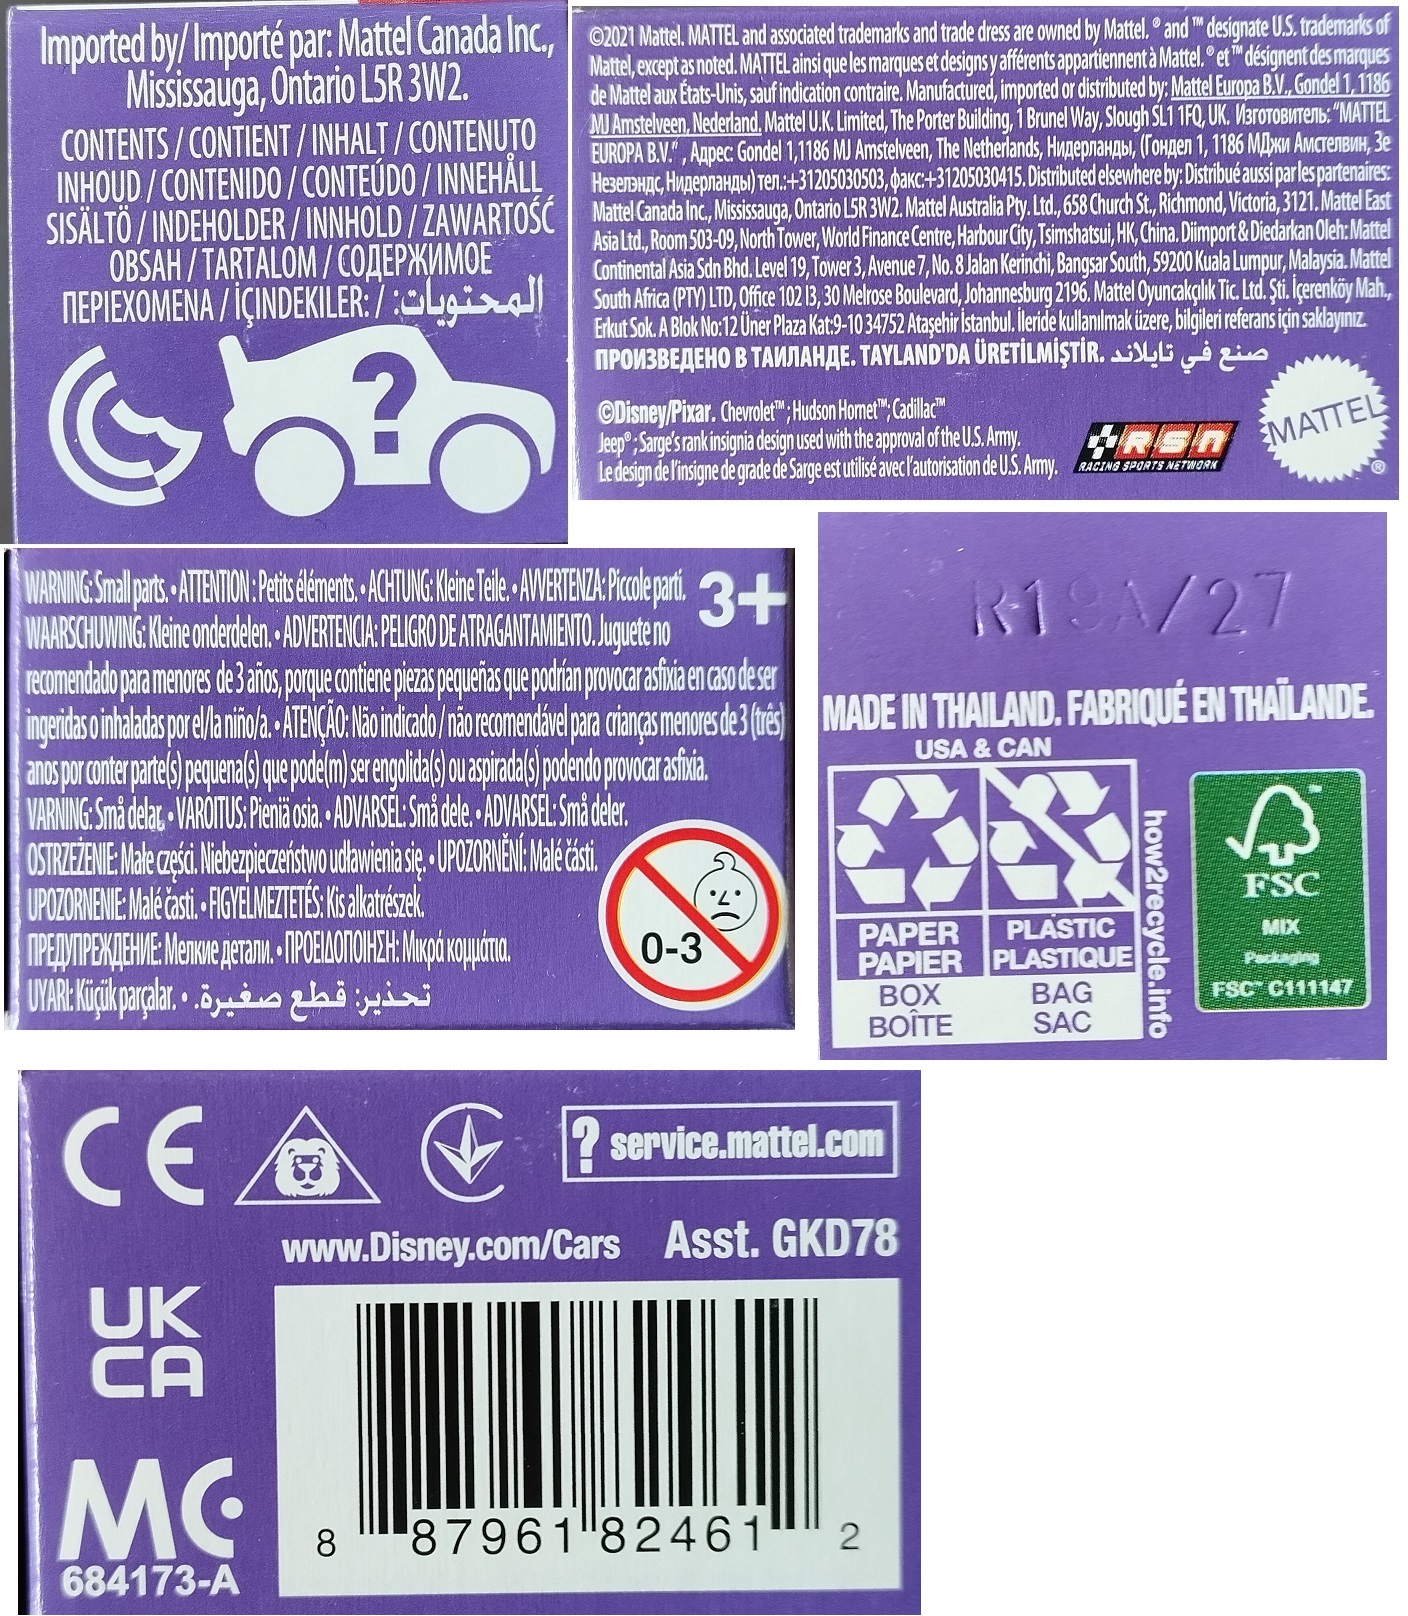 Imported by/ Importé par: Mattel Canada Inc.,
Mississauga, Ontario L5R 3W2.
CONTENTS / CONTIENT / INHALT / CONTENUTO
INHOUD / CONTENIDO / CONTEÚDO / INNEHÅLL
SISÄLTÖ / INDEHOLDER / INNHOLD / ZAWARTOŚĆ
OBSAH / TARTALOM / СОДЕРЖИМОЕ
ΠΕΡΙΕΧΟΜΕΝΑ / İÇİNDEKİLER: / المحتويات:
?
©2021 Mattel. MATTEL and associated trademarks and trade dress are owned by Mattel. ® and ™ designate U.S. trademarks of
Mattel, except as noted. MATTEL ainsi que les marques et designs y afférents appartiennent à Mattel. ® et ™ désignent des marques
de Mattel aux États-Unis, sauf indication contraire. Manufactured, imported or distributed by: Mattel Europa B.V., Gondel 1, 1186
MJ Amstelveen, Nederland. Mattel U.K. Limited, The Porter Building, 1 Brunel Way, Slough SL1 1FQ, UK. Изготовитель: "MATTEL
EUROPA B.V." , Адрес: Gondel 1,1186 MJ Amstelveen, The Netherlands, Нидерланды, (Гондел 1, 1186 МДжи Амстелвин, Зе
Незелэндс, Нидерланды) тел.:+31205030503, факс:+31205030415. Distributed elsewhere by: Distribué aussi par les partenaires:
Mattel Canada Inc., Mississauga, Ontario L5R 3W2. Mattel Australia Pty. Ltd., 658 Church St., Richmond, Victoria, 3121. Mattel East
Asia Ltd., Room 503-09, North Tower, World Finance Centre, Harbour City, Tsimshatsui, HK, China. Diimport & Diedarkan Oleh: Mattel
Continental Asia Sdn Bhd. Level 19, Tower 3, Avenue 7, No. 8 Jalan Kerinchi, Bangsar South, 59200 Kuala Lumpur, Malaysia. Mattel
South Africa (PTY) LTD, Office 102 I3, 30 Melrose Boulevard, Johannesburg 2196. Mattel Oyuncakçılık Tic. Ltd. Şti. İçerenköy Mah.,
Erkut Sok. A Blok No:12 Üner Plaza Kat:9-10 34752 Ataşehir İstanbul. İleride kullanılmak üzere, bilgileri referans için saklayınız.
ПРОИЗВЕДЕНО В ТАИЛАНДЕ. TAYLAND'DA ÜRETİLMİŞTİR. صنع في تايلاند
©Disney/Pixar. Chevrolet™; Hudson Hornet™; Cadillac™
Jeep®; Sarge's rank insignia design used with the approval of the U.S. Army.
Le design de l'insigne de grade de Sarge est utilisé avec l'autorisation de U.S. Army.
RSN
RACING SPORTS NETWORK
MATTEL
®
WARNING: Small parts. • ATTENTION : Petits éléments. • ACHTUNG: Kleine Teile. • AVVERTENZA: Piccole parti.
3+
WAARSCHUWING: Kleine onderdelen. • ADVERTENCIA: PELIGRO DE ATRAGANTAMIENTO. Juguete no
recomendado para menores de 3 años, porque contiene piezas pequeñas que podrían provocar asfixia en caso de ser
ingeridas o inhaladas por el/la niño/a. • ATENÇÃO: Não indicado / não recomendável para crianças menores de 3 (três)
anos por conter parte(s) pequena(s) que pode(m) ser engolida(s) ou aspirada(s) podendo provocar asfixia.
VARNING: Små delar. • VAROITUS: Pieniä osia. • ADVARSEL: Små dele. • ADVARSEL: Små deler.
OSTRZEŻENIE: Małe części. Niebezpieczeństwo udławienia się. • UPOZORNĚNÍ: Malé části.
UPOZORNENIE: Malé časti. • FIGYELMEZTETÉS: Kis alkatrészek.
ПРЕДУПРЕЖДЕНИЕ: Мелкие детали. • ΠΡΟΕΙΔΟΠΟΙΗΣΗ: Μικρά κομμάτια.
UYARI: Küçük parçalar. • تحذير: قطع صغيرة.
0-3
R-19A/27
MADE IN THAILAND. FABRIQUÉ EN THAÏLANDE.
USA & CAN
PAPER
PAPIER
BOX
BOÎTE
PLASTIC
PLASTIQUE
BAG
SAC
how2recycle.info
FSC
MIX
Packaging
FSC™ C111147
CE
? service.mattel.com
www.Disney.com/Cars Asst. GKD78
UK
CA
MC
684173-A
8 87961 82461 2